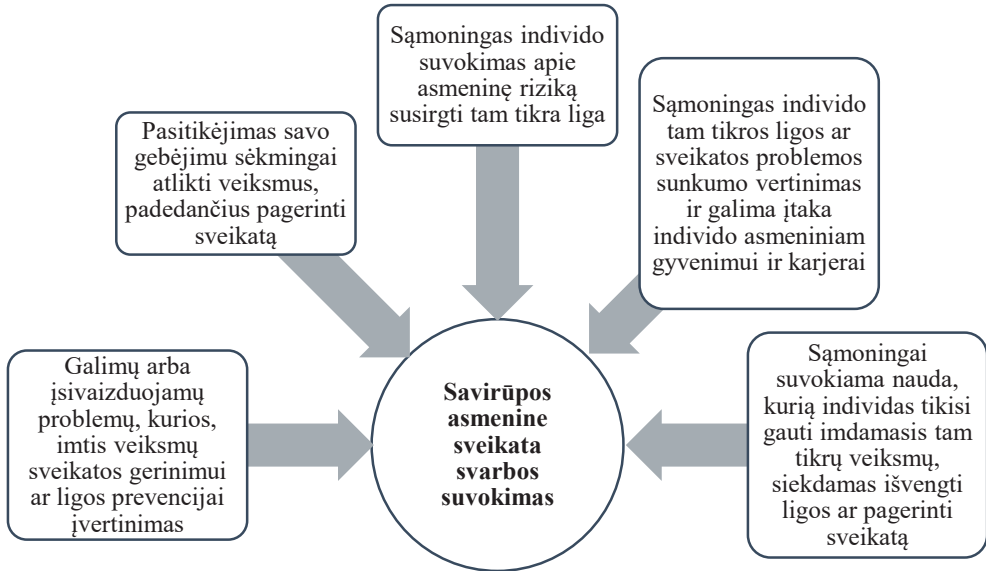 Sąmoningas individo
suvokimas apie
asmeninę riziką
susirgti tam tikra liga
Pasitikėjimas savo
gebėjimu sėkmingai
atlikti veiksmus,
padedančius pagerinti
sveikatą
Sąmoningas individo
tam tikros ligos ar
sveikatos problemos
sunkumo vertinimas
ir galima įtaka
individo asmeniniam
gyvenimui ir karjerai
Galimų arba
įsivaizduojamų
problemų, kurios,
imtis veiksmų
sveikatos gerinimui
ar ligos prevencijai
įvertinimas
Savirūpos
asmenine
sveikata
svarbos
suvokimas
Sąmoningai
suvokiama nauda,
kurią individas tikisi
gauti imdamasis tam
tikrų veiksmų,
siekdamas išvengti
ligos ar pagerinti
sveikatą